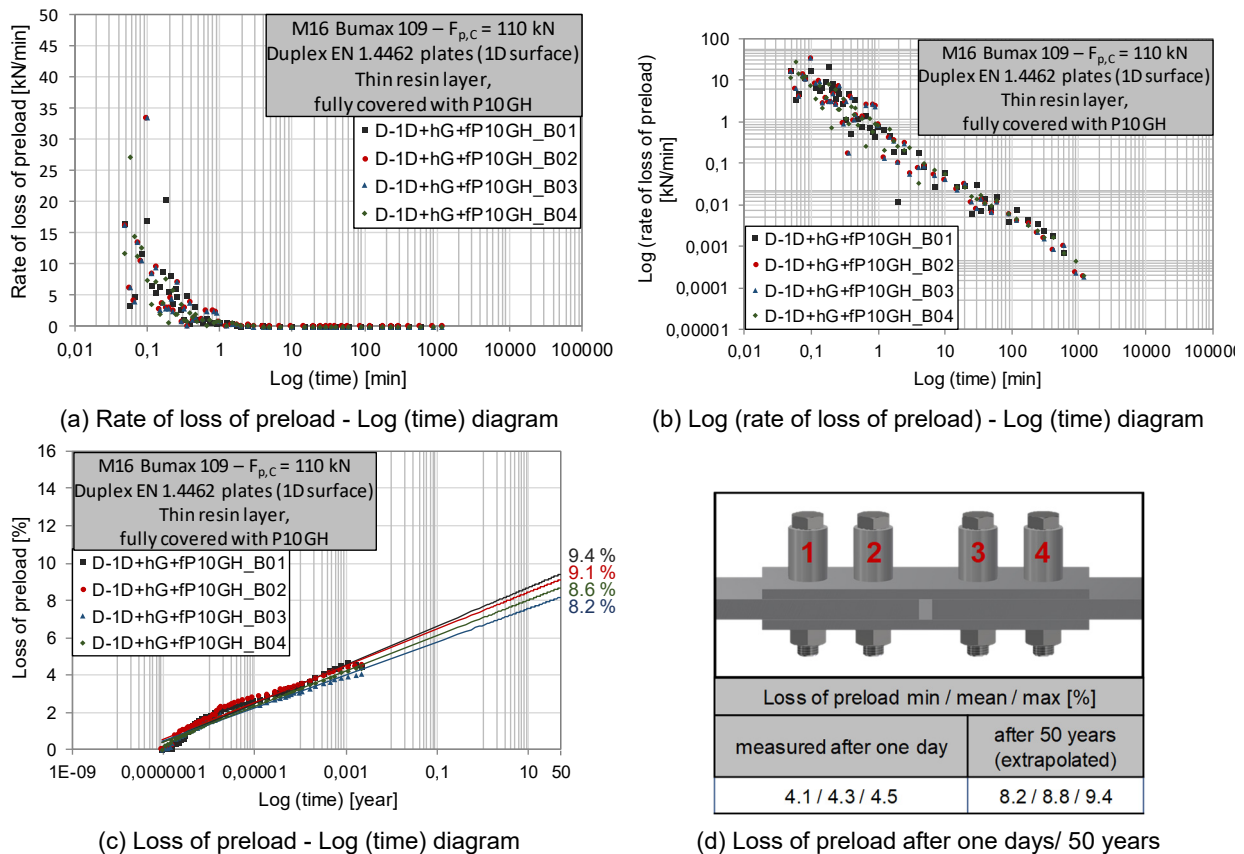 50
45
40
35
30
25
20
15
10
5
0
Rate of loss of preload [kN/min]
M16 Bumax 109 – Fp,C = 110 kN
Duplex EN 1.4462 plates (1D surface)
Thin resin layer,
fully covered with P10GH
D-1D+hG+fP10GH_B01
D-1D+hG+fP10GH_B02
D-1D+hG+fP10GH_B03
D-1D+hG+fP10GH_B04
0,01 0,1 1 10 100 1000 10000 100000
Log (time) [min]
(a) Rate of loss of preload - Log (time) diagram
100
10
1
0,1
0,01
0,001
0,0001
0,00001
Log (rate of loss of preload)
[kN/min]
M16 Bumax 109 – Fp,C = 110 kN
Duplex EN 1.4462 plates (1D surface)
Thin resin layer,
fully covered with P10GH
D-1D+hG+fP10GH_B01
D-1D+hG+fP10GH_B02
D-1D+hG+fP10GH_B03
D-1D+hG+fP10GH_B04
0,01 0,1 1 10 100 1000 10000
Log (time) [min]
(b) Log (rate of loss of preload) - Log (time) diagram
16
14
12
10
8
6
4
2
0
Loss of preload [%]
M16 Bumax 109 – Fp,C = 110 kN
Duplex EN 1.4462 plates (1D surface)
Thin resin layer,
fully covered with P10GH
D-1D+hG+fP10GH_B01
D-1D+hG+fP10GH_B02
D-1D+hG+fP10GH_B03
D-1D+hG+fP10GH_B04
9.4 %
9.1 %
8.6 %
8.2 %
1E-09 0,0000001 0,00001 0,001 0,1 10 50
Log (time) [year]
(c) Loss of preload - Log (time) diagram
1 2 3 4
Loss of preload min / mean / max [%]
measured after one day
after 50 years
(extrapolated)
4.1 / 4.3 / 4.5
8.2 / 8.8 / 9.4
(d) Loss of preload after one days/ 50 years